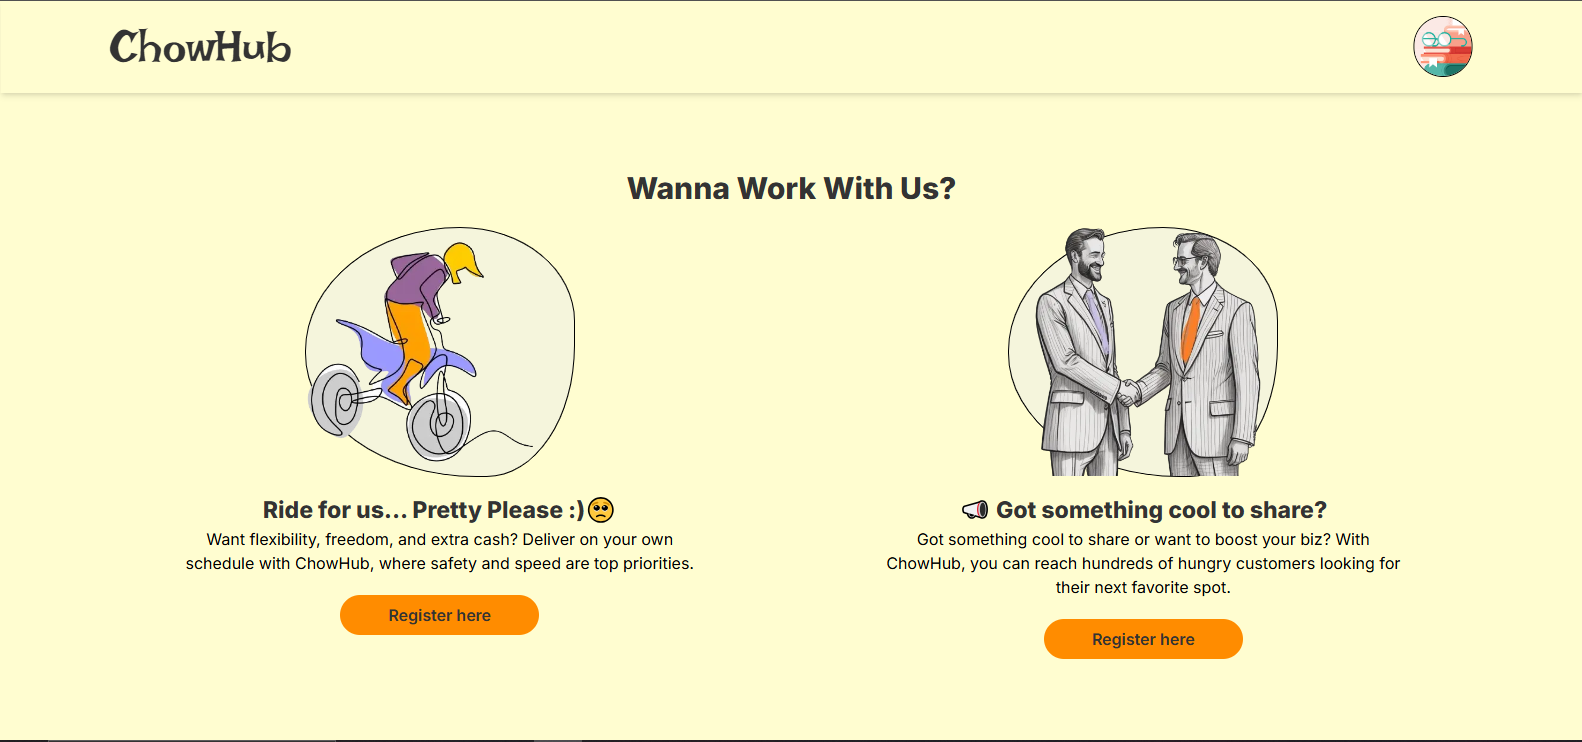 ChowHub
Wanna Work With Us?
Ride for us... Pretty Please :)🥺
Want flexibility, freedom, and extra cash? Deliver on your own
schedule with ChowHub, where safety and speed are top priorities.
Register here
📣 Got something cool to share?
Got something cool to share or want to boost your biz? With
ChowHub, you can reach hundreds of hungry customers looking for
their next favorite spot.
Register here